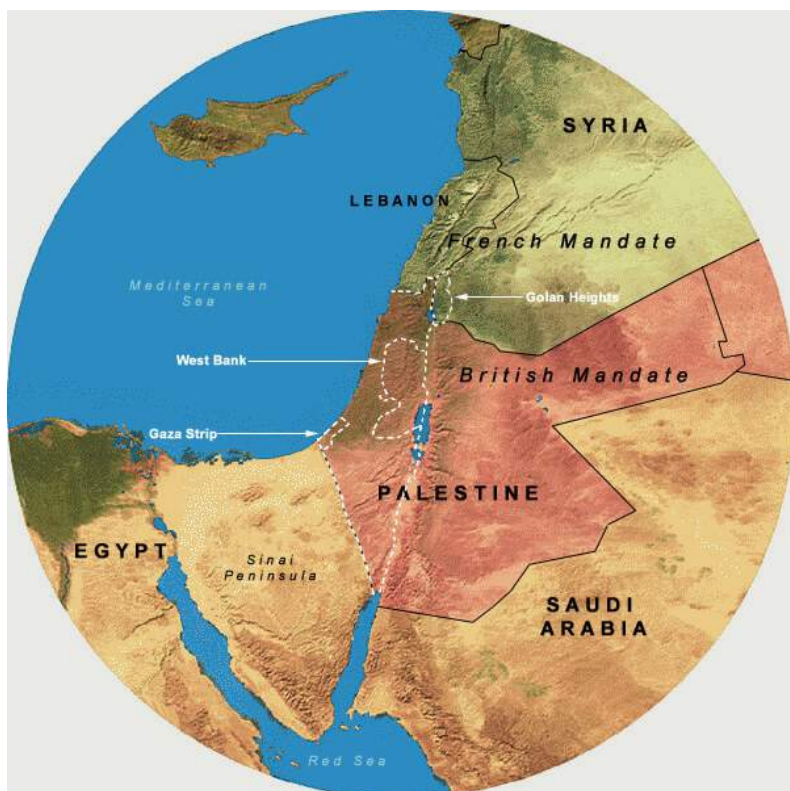 SYRIA
LEBANON
French Mandate
Mediterranean
Sea
Golan Heights
West Bank
British Mandate
Gaza Strip
PALESTINE
EGYPT
Sinai
Peninsula
SAUDI
ARABIA
Red Sea